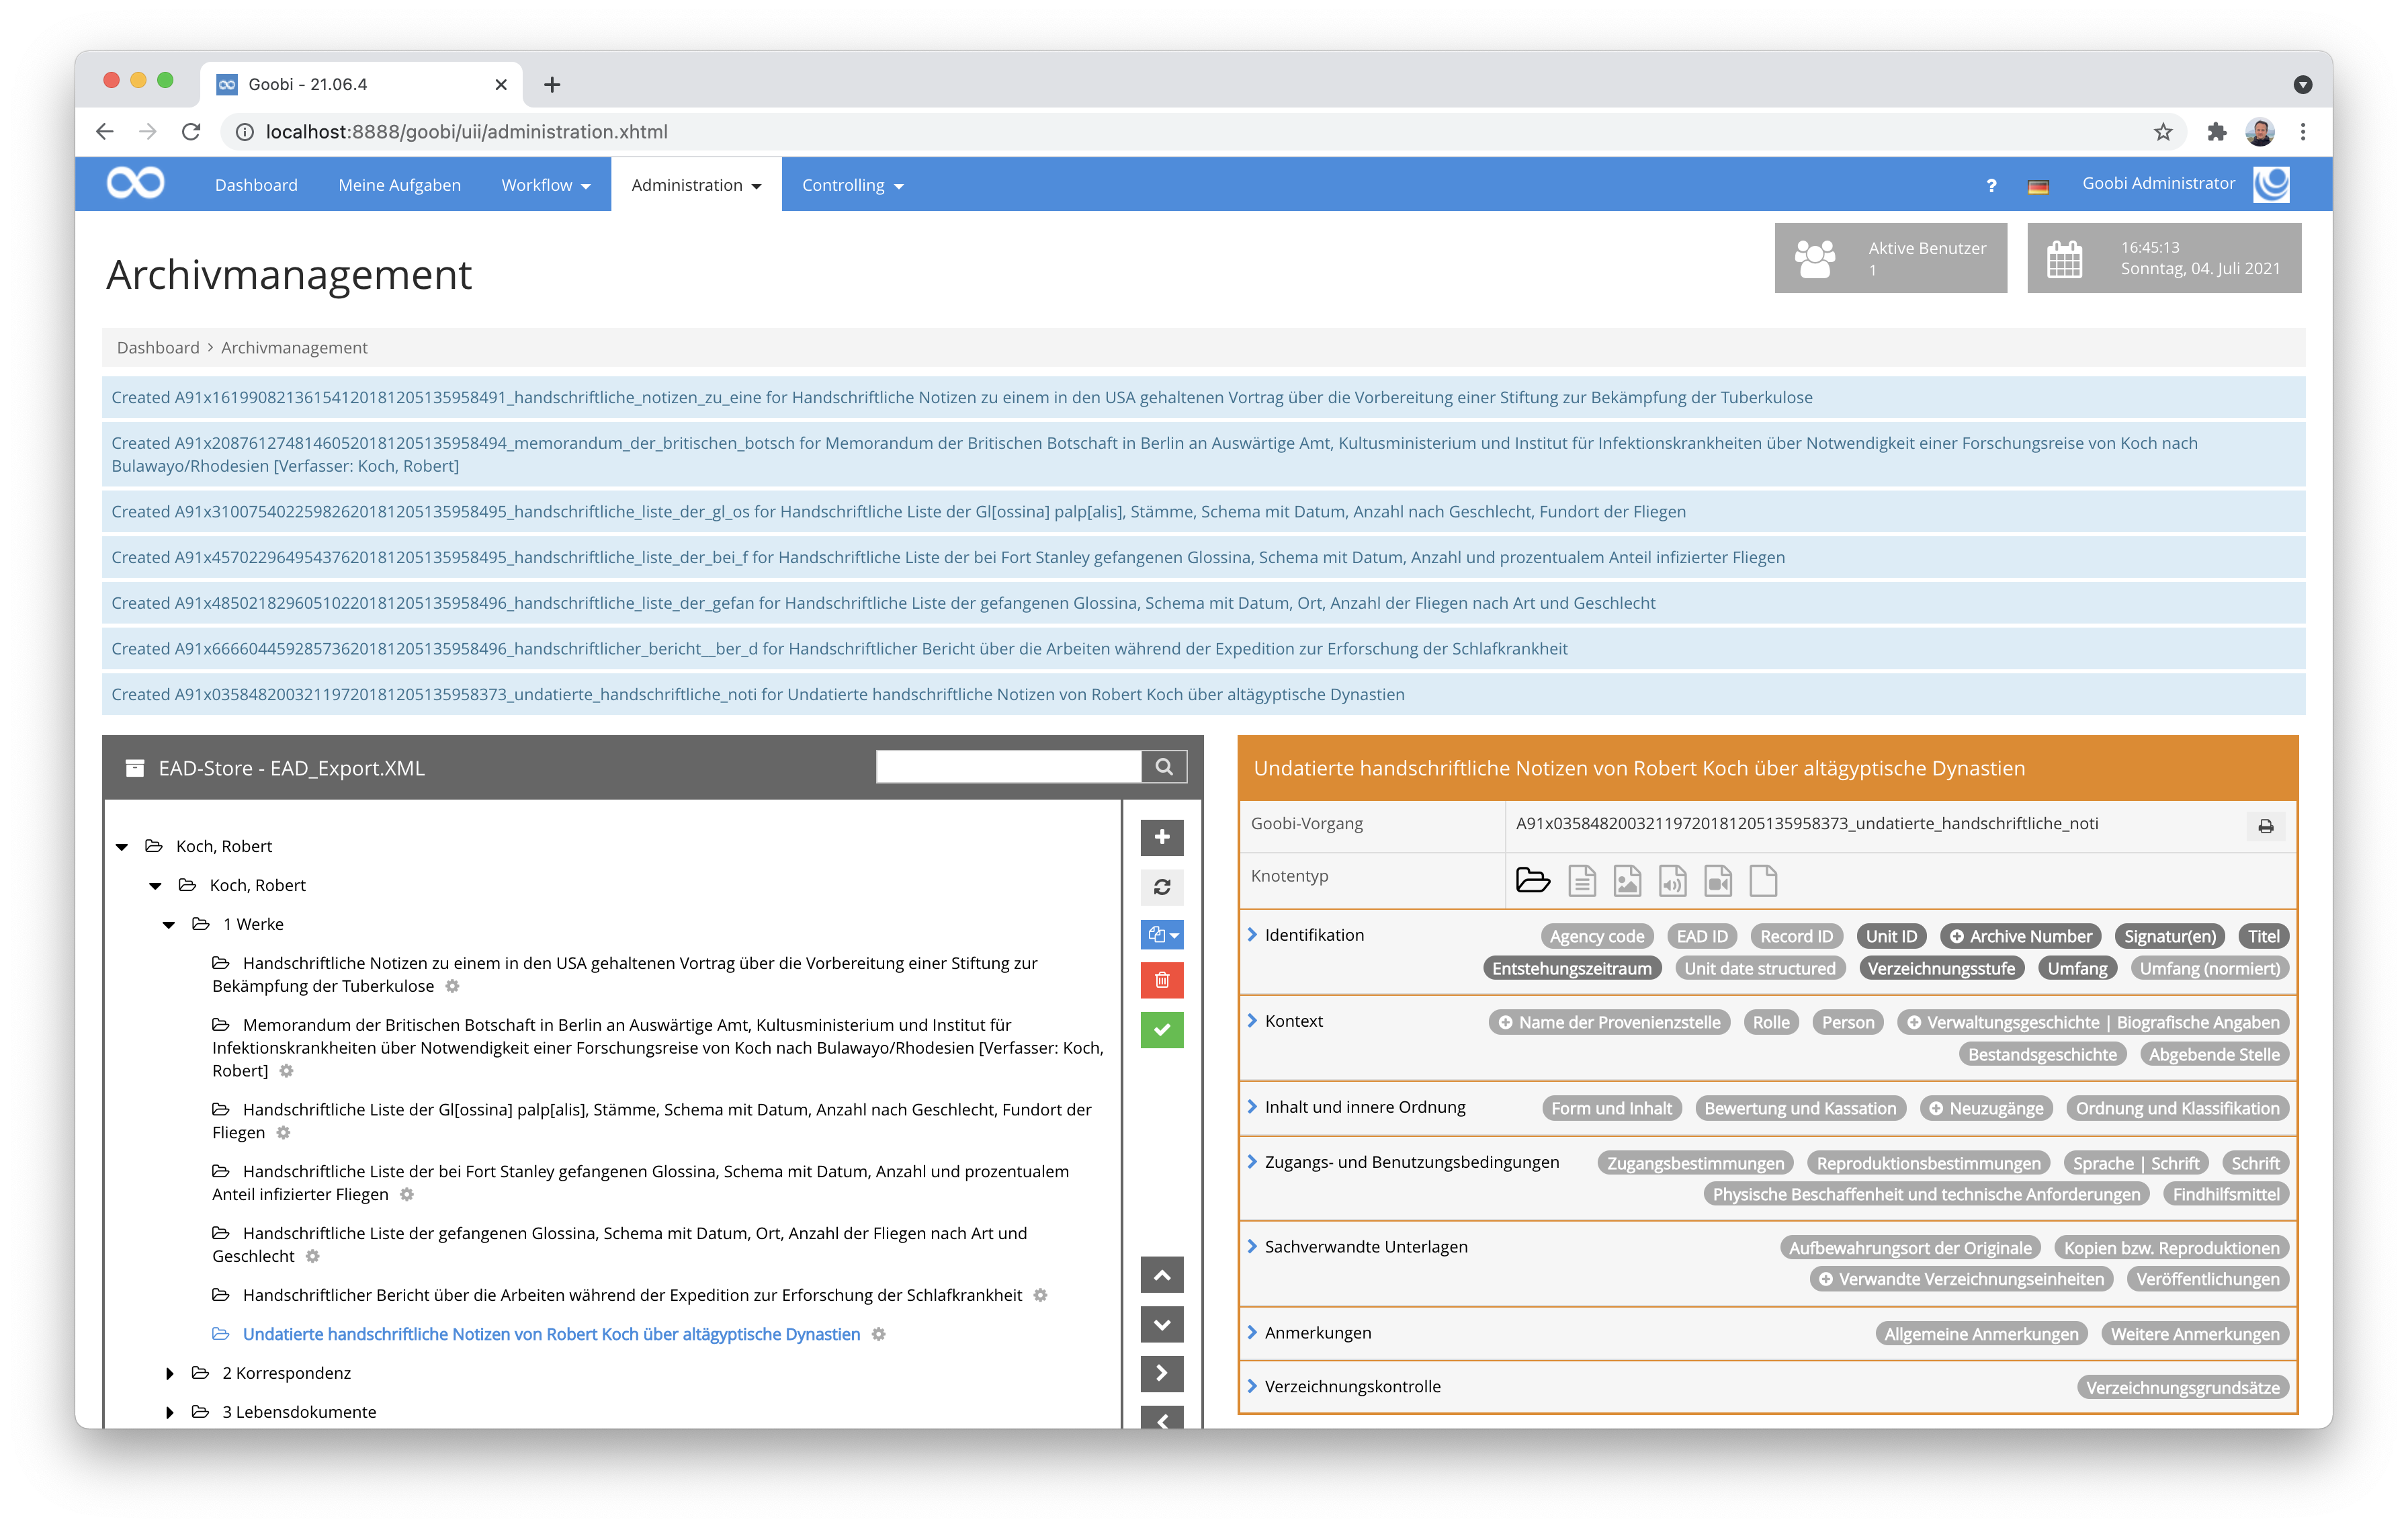 Goobi - 21.06.4
localhost:8888/goobi/uii/administration.xhtml
Dashboard Meine Aufgaben Workflow Administration Controlling ? Goobi Administrator
Archivmanagement
Aktive Benutzer
1
16:45:13
Sonntag, 04. Juli 2021
Dashboard > Archivmanagement
Created A91x16199082136154120181205135958491_handschriftliche_notizen_zu_eine for Handschriftliche Notizen zu einem in den USA gehaltenen Vortrag über die Vorbereitung einer Stiftung zur Bekämpfung der Tuberkulose
Created A91x20876127481460520181205135958494_memorandum_der_britischen_botsch for Memorandum der Britischen Botschaft in Berlin an Auswärtige Amt, Kultusministerium und Institut für Infektionskrankheiten über Notwendigkeit einer Forschungsreise von Koch nach
Bulawayo/Rhodesien [Verfasser: Koch, Robert]
Created A91x31007540225982620181205135958495_handschriftliche_liste_der_gl_os for Handschriftliche Liste der Gl[ossina] palp[alis], Stämme, Schema mit Datum, Anzahl nach Geschlecht, Fundort der Fliegen
Created A91x45702296495437620181205135958495_handschriftliche_liste_der_bei_f for Handschriftliche Liste der bei Fort Stanley gefangenen Glossina, Schema mit Datum, Anzahl und prozentualem Anteil infizierter Fliegen
Created A91x48502182960510220181205135958496_handschriftliche_liste_der_gefan for Handschriftliche Liste der gefangenen Glossina, Schema mit Datum, Ort, Anzahl der Fliegen nach Art und Geschlecht
Created A91x66660445928573620181205135958496_handschriftlicher_bericht__ber_d for Handschriftlicher Bericht über die Arbeiten während der Expedition zur Erforschung der Schlafkrankheit
Created A91x03584820032119720181205135958373_undatierte_handschriftliche_noti for Undatierte handschriftliche Notizen von Robert Koch über altägyptische Dynastien
EAD-Store - EAD_Export.XML
Koch, Robert
Koch, Robert
1 Werke
Handschriftliche Notizen zu einem in den USA gehaltenen Vortrag über die Vorbereitung einer Stiftung zur
Bekämpfung der Tuberkulose
Memorandum der Britischen Botschaft in Berlin an Auswärtige Amt, Kultusministerium und Institut für
Infektionskrankheiten über Notwendigkeit einer Forschungsreise von Koch nach Bulawayo/Rhodesien [Verfasser: Koch,
Robert]
Handschriftliche Liste der Gl[ossina] palp[alis], Stämme, Schema mit Datum, Anzahl nach Geschlecht, Fundort der
Fliegen
Handschriftliche Liste der bei Fort Stanley gefangenen Glossina, Schema mit Datum, Anzahl und prozentualem
Anteil infizierter Fliegen
Handschriftliche Liste der gefangenen Glossina, Schema mit Datum, Ort, Anzahl der Fliegen nach Art und
Geschlecht
Handschriftlicher Bericht über die Arbeiten während der Expedition zur Erforschung der Schlafkrankheit
Undatierte handschriftliche Notizen von Robert Koch über altägyptische Dynastien
2 Korrespondenz
3 Lebensdokumente
Undatierte handschriftliche Notizen von Robert Koch über altägyptische Dynastien
Goobi-Vorgang A91x03584820032119720181205135958373_undatierte_handschriftliche_noti
Knotentyp
Identifikation Agency code EAD ID Record ID Unit ID Archive Number Signatur(en) Titel
Entstehungszeitraum Unit date structured Verzeichnungsstufe Umfang Umfang (normiert)
Kontext Name der Provenienzstelle Rolle Person Verwaltungsgeschichte | Biografische Angaben
Bestandsgeschichte Abgebende Stelle
Inhalt und innere Ordnung Form und Inhalt Bewertung und Kassation Neuzugänge Ordnung und Klassifikation
Zugangs- und Benutzungsbedingungen Zugangsbestimmungen Reproduktionsbestimmungen Sprache | Schrift Schrift
Physische Beschaffenheit und technische Anforderungen Findhilfsmittel
Sachverwandte Unterlagen Aufbewahrungsort der Originale Kopien bzw. Reproduktionen
Verwandte Verzeichnungseinheiten Veröffentlichungen
Anmerkungen Allgemeine Anmerkungen Weitere Anmerkungen
Verzeichnungskontrolle Verzeichnungsgrundsätze